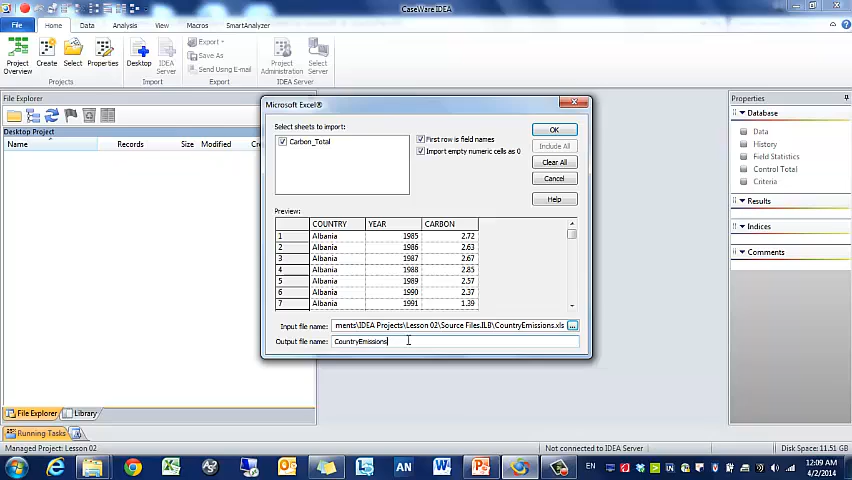 CaseWare IDEA
File Home Data Analysis View Macros SmartAnalyzer
Project Overview
Create
Select
Properties
Desktop
IDEA Server
Export
Save As
Send Using E-mail
Project Administration
Select Server
Projects Import Export IDEA Server
File Explorer
Desktop Project
Name Records Size Modified
Microsoft Excel®
Select sheets to import:
Carbon_Total
First row is field names
Import empty numeric cells as 0
OK
Include All
Clear All
Cancel
Help
Preview:
COUNTRY YEAR CARBON
1 Albania 1985 2.72
2 Albania 1986 2.63
3 Albania 1987 2.67
4 Albania 1988 2.85
5 Albania 1989 2.57
6 Albania 1990 2.37
7 Albania 1991 1.39
Input file name: ments\IDEA Projects\Lesson 02\Source Files.ILB\CountryEmissions.xls ...
Output file name: CountryEmissions
Properties
Database
Data
History
Field Statistics
Control Total
Criteria
Results
Indices
Comments
File Explorer Library
Running Tasks
Managed Project: Lesson 02 Not connected to IDEA Server Disk Space: 11.51 GB
AN EN 12:09 AM
4/2/2014